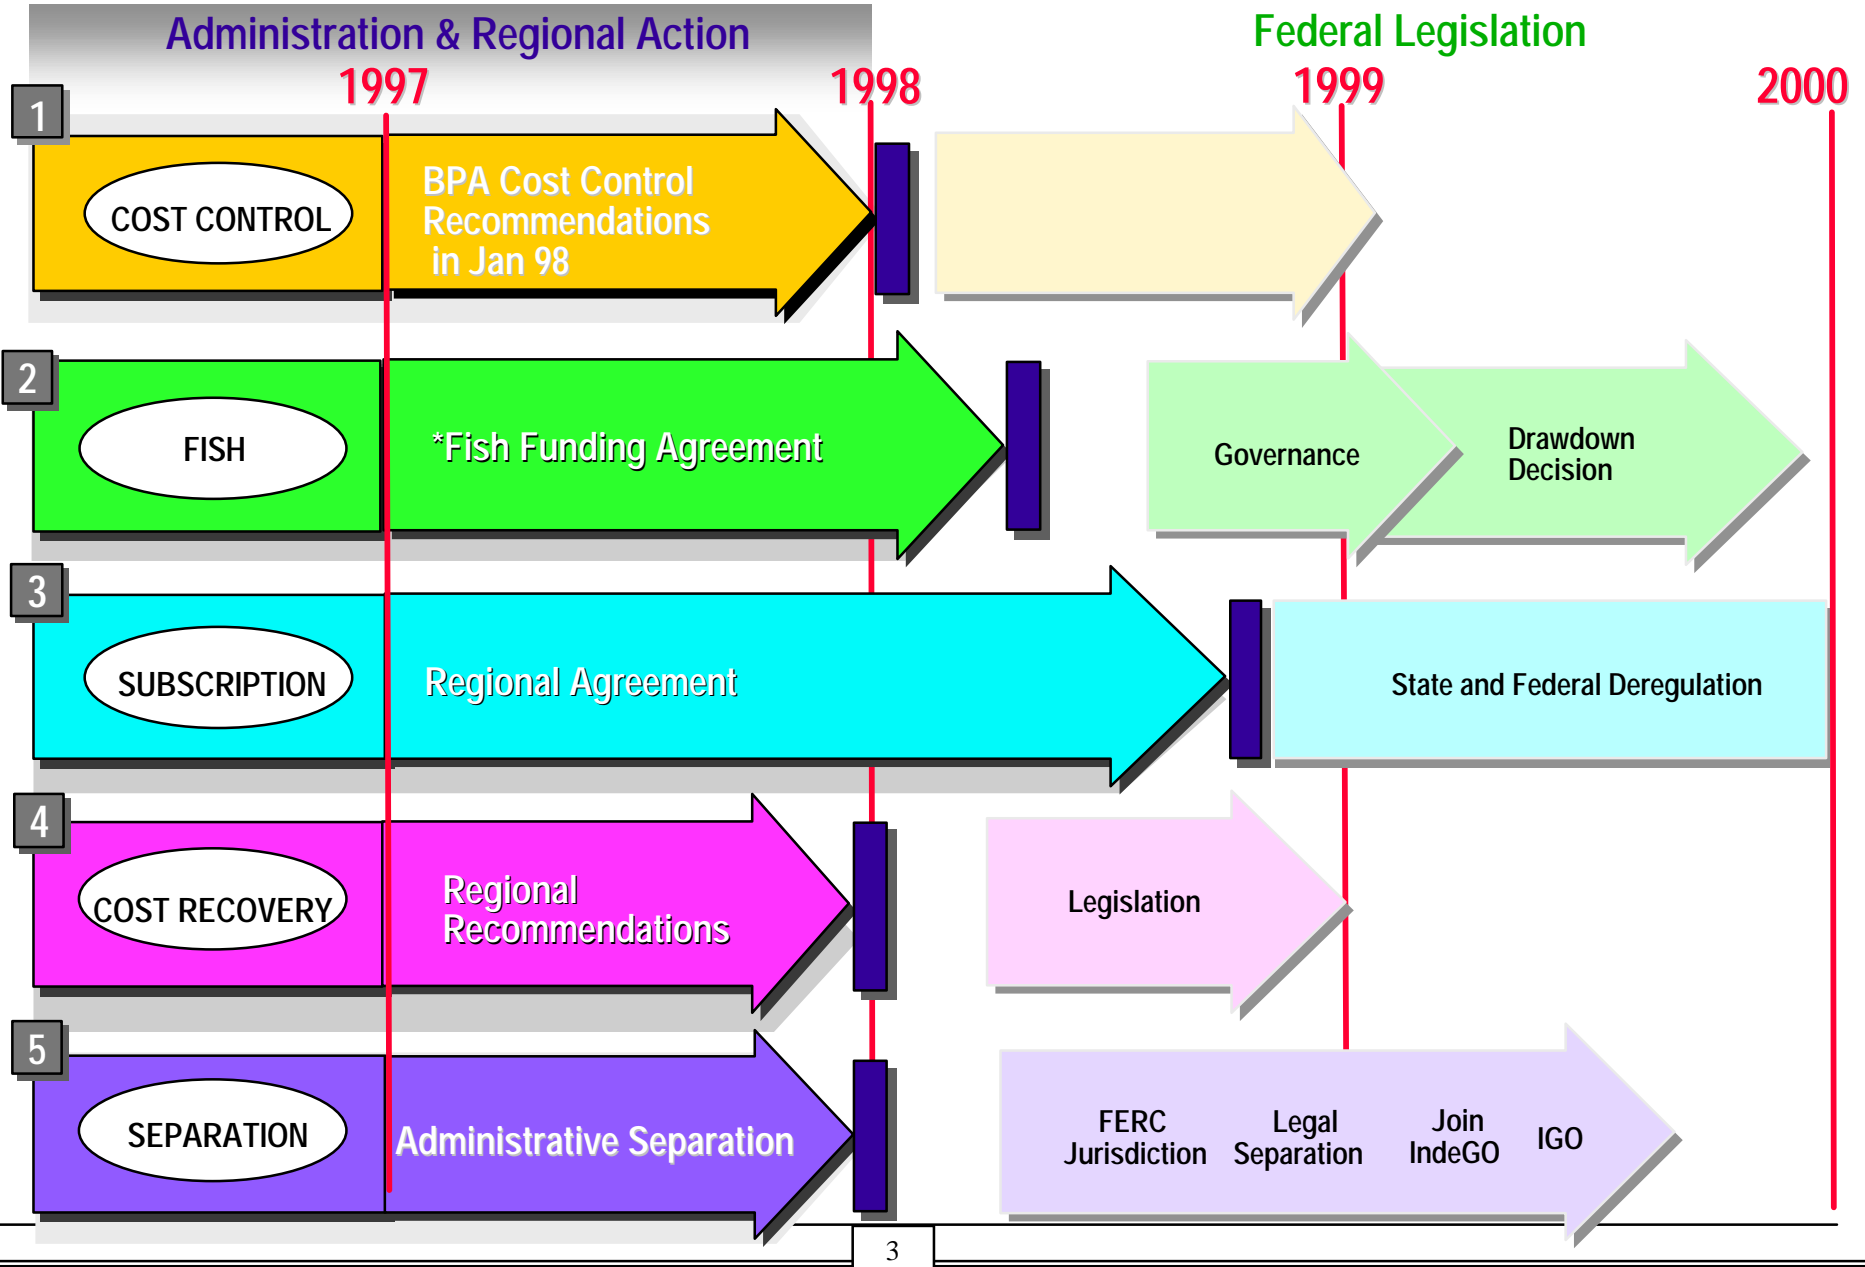 Administration & Regional Action
Federal Legislation
1997
1998
1999
2000
1
COST CONTROL
BPA Cost Control
Recommendations
in Jan 98
2
FISH
*Fish Funding Agreement
Governance
Drawdown
Decision
3
SUBSCRIPTION
Regional Agreement
State and Federal Deregulation
4
COST RECOVERY
Regional
Recommendations
Legislation
5
SEPARATION
Administrative Separation
FERC
Jurisdiction
Legal
Separation
Join
IndeGO
IGO
3